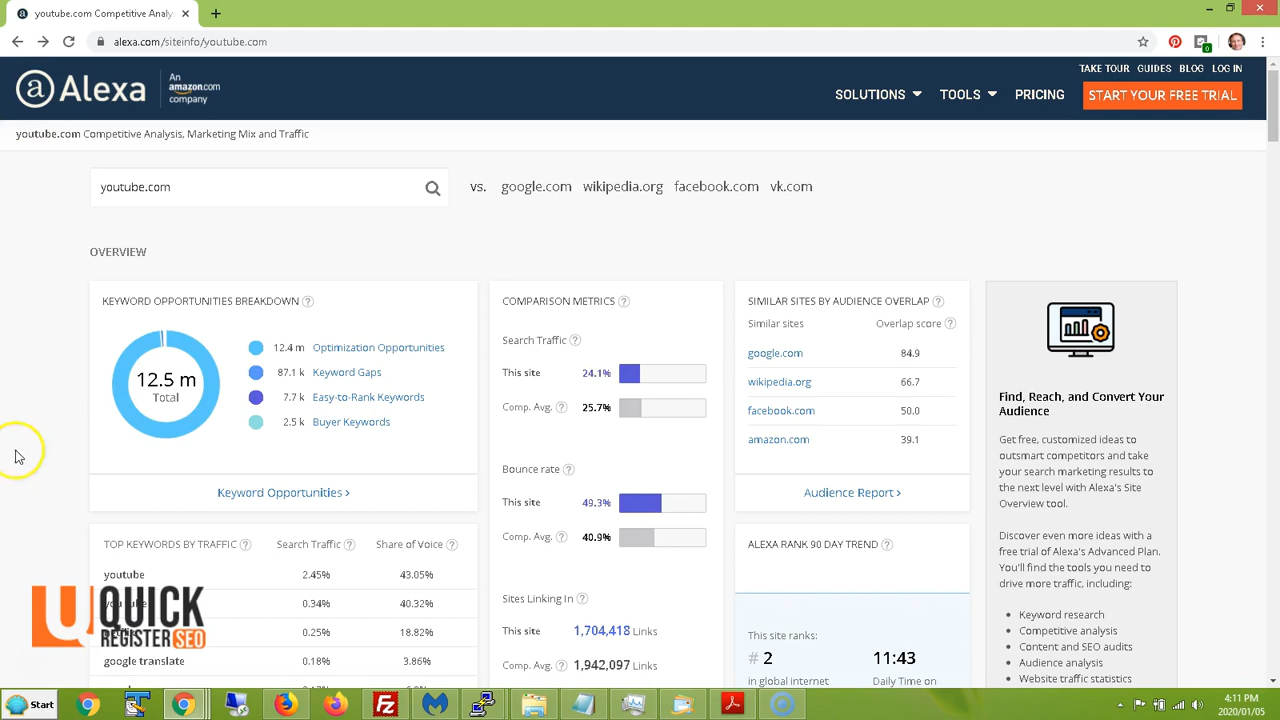 youtube.com Competitive Analy
alexa.com/siteinfo/youtube.com
0
a Alexa
An
amazon.com
company
TAKE TOUR GUIDES BLOG LOG IN
SOLUTIONS TOOLS PRICING START YOUR FREE TRIAL
youtube.com Competitive Analysis, Marketing Mix and Traffic
youtube.com
vs. google.com wikipedia.org facebook.com vk.com
OVERVIEW
KEYWORD OPPORTUNITIES BREAKDOWN ?
12.5 m
Total
12.4 m Optimization Opportunities
87.1 k Keyword Gaps
7.7 k Easy-to-Rank Keywords
2.5 k Buyer Keywords
Keyword Opportunities >
TOP KEYWORDS BY TRAFFIC ? Search Traffic ? Share of Voice ?
youtube 2.45% 43.05%
0.34% 40.32%
0.25% 18.82%
google translate 0.18% 3.86%
U QUICK
REGISTER SEO
COMPARISON METRICS ?
Search Traffic ?
This site 24.1%
Comp. Avg. ? 25.7%
Bounce rate ?
This site 49.3%
Comp. Avg. ? 40.9%
Sites Linking In ?
This site 1,704,418 Links
Comp. Avg. ? 1,942,097 Links
SIMILAR SITES BY AUDIENCE OVERLAP ?
Similar sites Overlap score ?
google.com 84.9
wikipedia.org 66.7
facebook.com 50.0
amazon.com 39.1
Audience Report >
ALEXA RANK 90 DAY TREND ?
This site ranks:
# 2 11:43
in global internet Daily Time on
Find, Reach, and Convert Your
Audience
Get free, customized ideas to
outsmart competitors and take
your search marketing results to
the next level with Alexa's Site
Overview tool.
Discover even more ideas with a
free trial of Alexa's Advanced Plan.
You'll find the tools you need to
drive more traffic, including:
• Keyword research
• Competitive analysis
• Content and SEO audits
• Audience analysis
• Website traffic statistics
Start
Fz
4:11 PM
2020/01/05